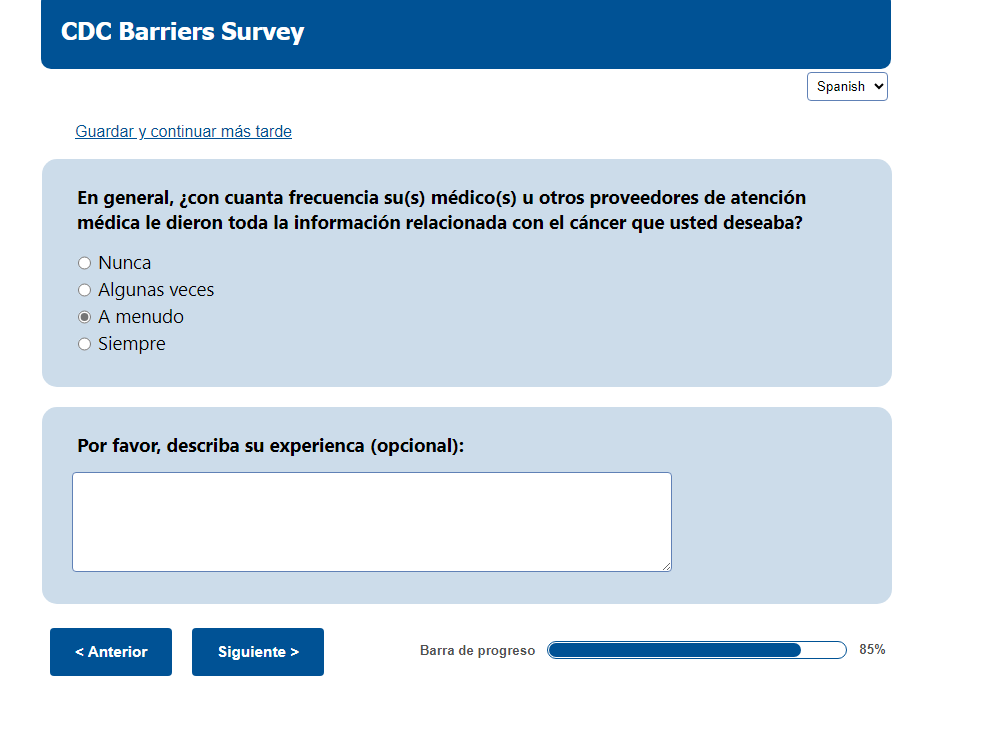 CDC Barriers Survey
Spanish
Guardar y continuar más tarde
En general, ¿con cuanta frecuencia su(s) médico(s) u otros proveedores de atención
médica le dieron toda la información relacionada con el cáncer que usted deseaba?
Nunca
Algunas veces
A menudo
Siempre
Por favor, describa su experienca (opcional):
< Anterior
Siguiente >
Barra de progreso
85%